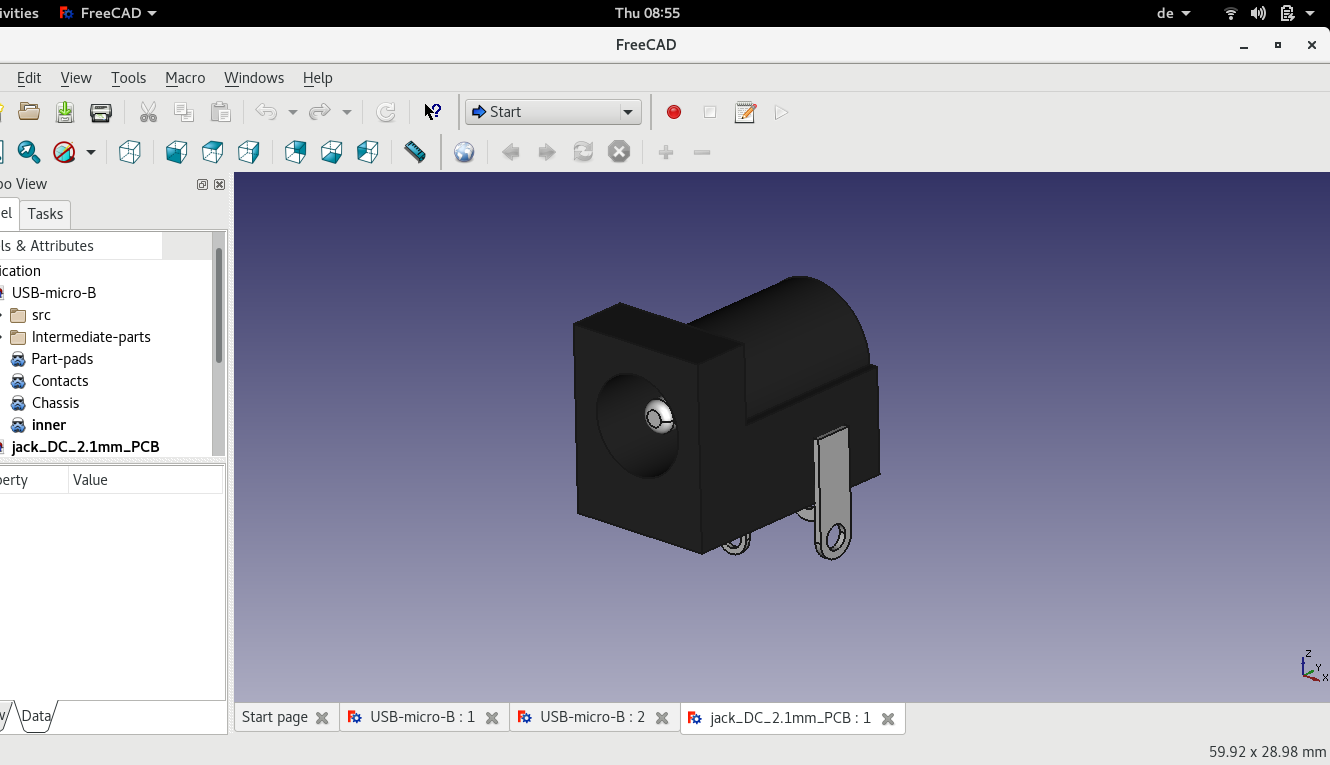 ivities FreeCAD Thu 08:55 de
FreeCAD
Edit View Tools Macro Windows Help
Start
bo View
el Tasks
ls & Attributes
ication
USB-micro-B
src
Intermediate-parts
Part-pads
Contacts
Chassis
inner
jack_DC_2.1mm_PCB
perty Value
Z
Y
X
w Data
Start page USB-micro-B : 1 USB-micro-B : 2 jack_DC_2.1mm_PCB : 1
59.92 x 28.98 mm